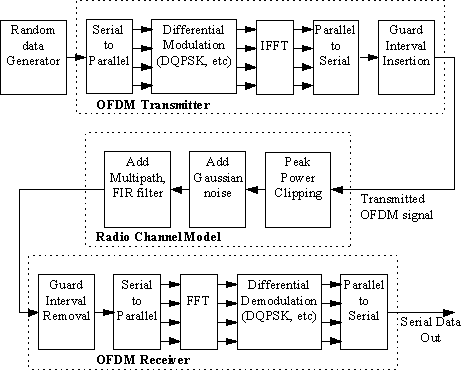 Random
data
Generator
Serial
to
Parallel
Differential
Modulation
(DQPSK, etc)
IFFT
Parallel
to
Serial
Guard
Interval
Insertion
OFDM Transmitter
Add
Multipath,
FIR filter
Add
Gaussian
noise
Peak
Power
Clipping
Transmitted
OFDM signal
Radio Channel Model
Guard
Interval
Removal
Serial
to
Parallel
FFT
Differential
Demodulation
(DQPSK, etc)
Parallel
to
Serial
Serial Data
Out
OFDM Receiver